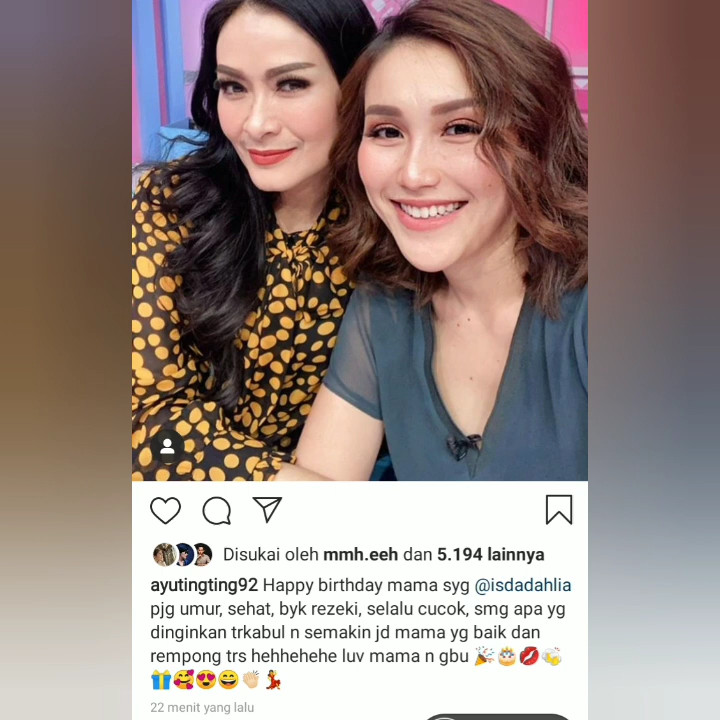 Disukai oleh mmh.eeh dan 5.194 lainnya
ayutingting92 Happy birthday mama syg @isdadahlia
pjg umur, sehat, byk rezeki, selalu cucok, smg apa yg
dinginkan trkabul n semakin jd mama yg baik dan
rempong trs hehhehehe luv mama n gbu 🎉🎂💋🍻
🎁🥰😍😄👏🏻💃
22 menit yang lalu